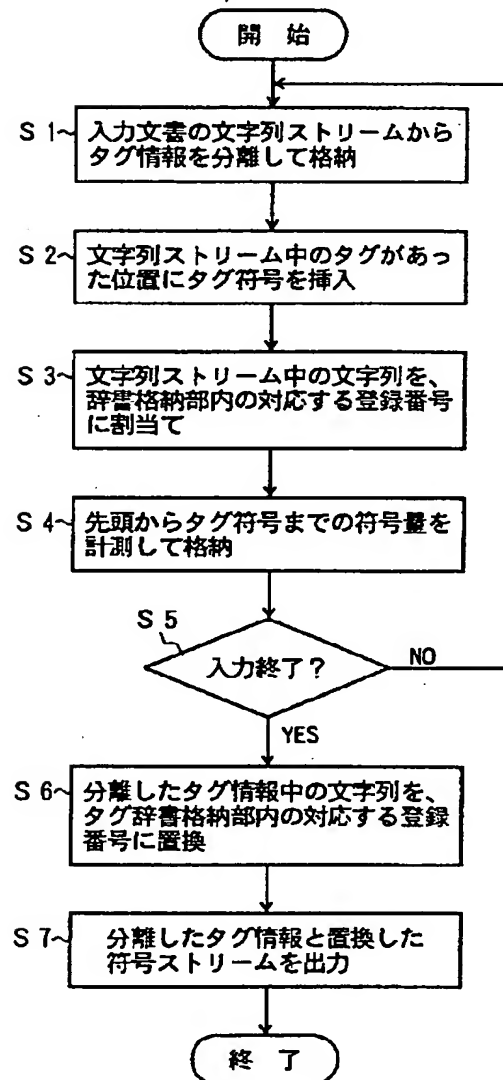 開 始
S 1 入力文書の文字列ストリームから
タグ情報を分離して格納
S 2 文字列ストリーム中のタグがあっ
た位置にタグ符号を挿入
S 3 文字列ストリーム中の文字列を、
辞書格納部内の対応する登録番号
に割当て
S 4 先頭からタグ符号までの符号量を
計測して格納
S 5
入力終了?
NO
YES
S 6 分離したタグ情報中の文字列を、
タグ辞書格納部内の対応する登録
番号に置換
S 7 分離したタグ情報と置換した
符号ストリームを出力
終 了